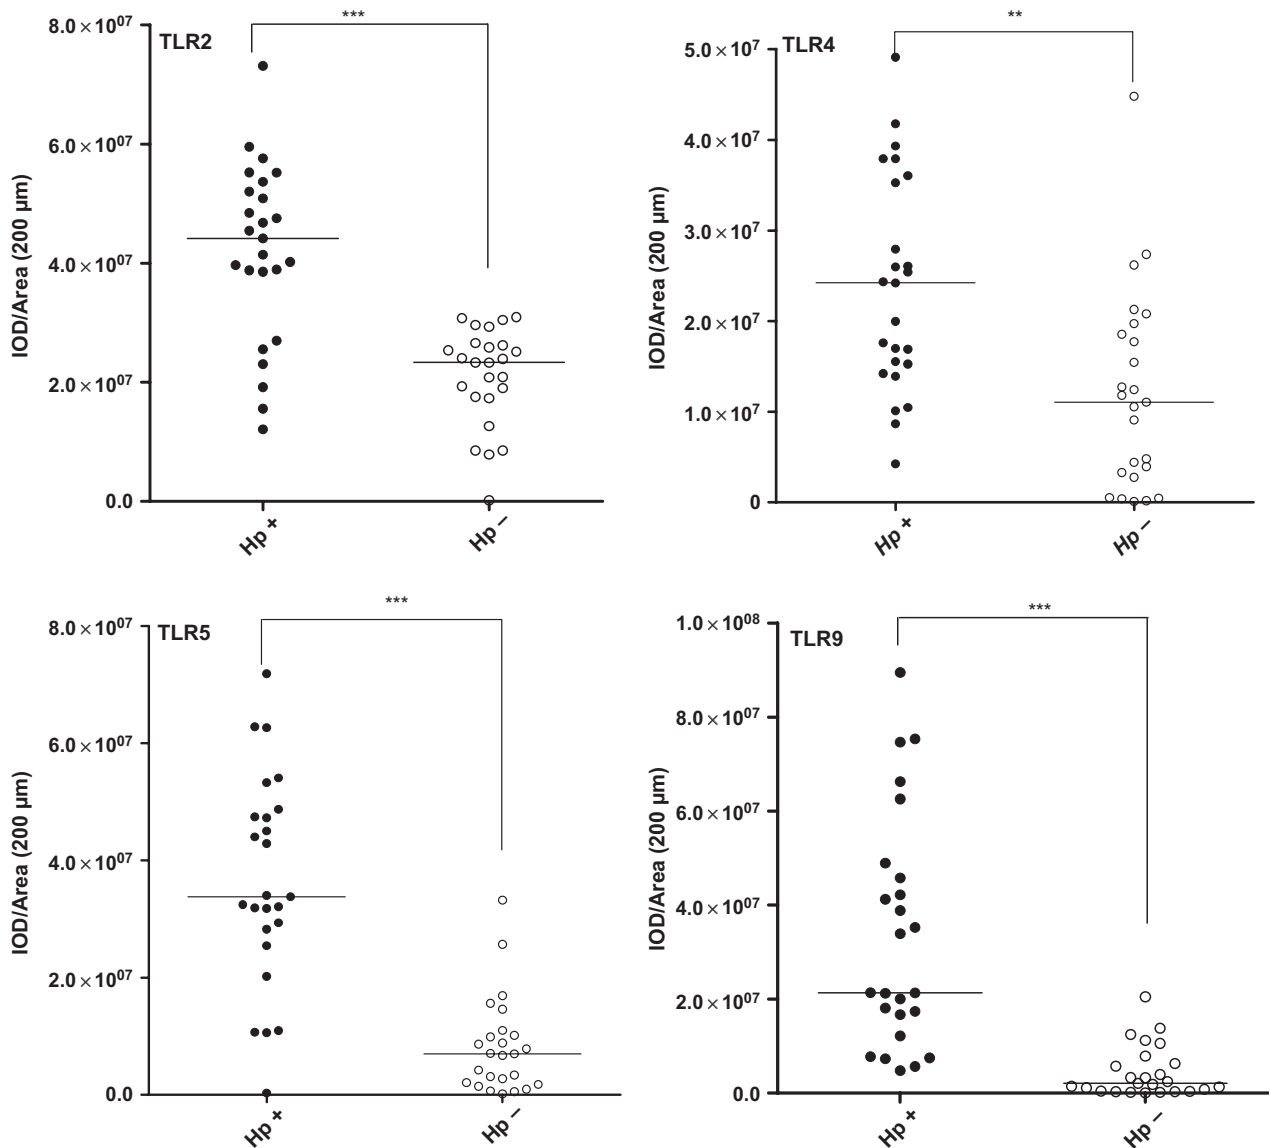 ***
8.0 × 10⁰⁷
TLR2
6.0 × 10⁰⁷
4.0 × 10⁰⁷
2.0 × 10⁰⁷
0.0
IOD/Area (200 µm)
Hp +
Hp –
**
5.0 × 10⁷
TLR4
4.0 × 10⁷
3.0 × 10⁷
2.0 × 10⁷
1.0 × 10⁷
0
IOD/Area (200 µm)
Hp +
Hp –
***
8.0 × 10⁰⁷
TLR5
6.0 × 10⁰⁷
4.0 × 10⁰⁷
2.0 × 10⁰⁷
0.0
IOD/Area (200 µm)
Hp +
Hp –
***
1.0 × 10⁰⁸
TLR9
8.0 × 10⁰⁷
6.0 × 10⁰⁷
4.0 × 10⁰⁷
2.0 × 10⁰⁷
0.0
IOD/Area (200 µm)
Hp +
Hp –